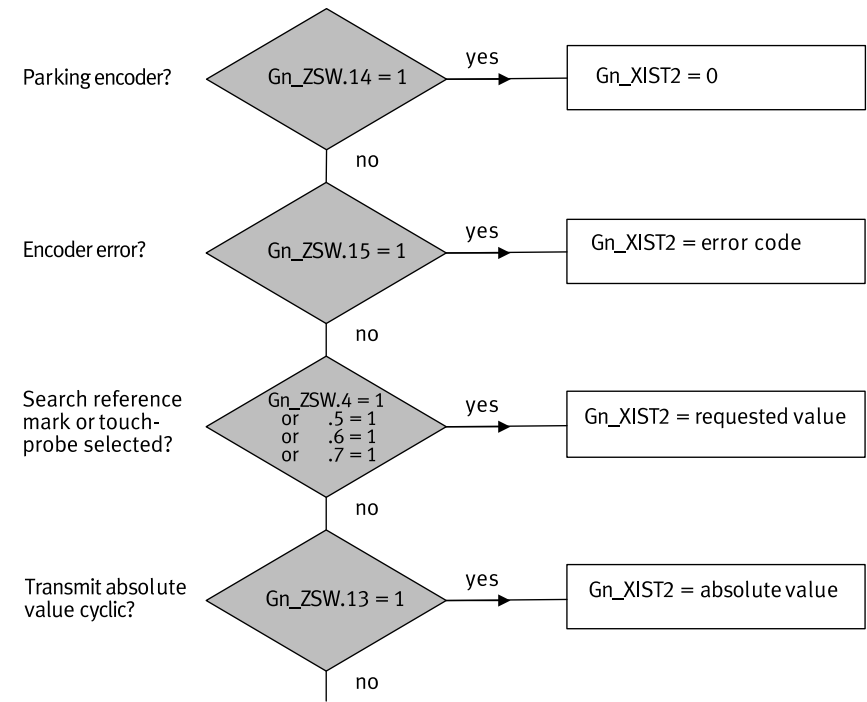 Parking encoder?
Gn_ZSW.14 = 1
yes
Gn_XIST2 = 0
no
Encoder error?
Gn_ZSW.15 = 1
yes
Gn_XIST2 = error code
no
Search reference
mark or touch-
probe selected?
Gn_ZSW.4 = 1
or .5 = 1
or .6 = 1
or .7 = 1
yes
Gn_XIST2 = requested value
no
Transmit absolute
value cyclic?
Gn_ZSW.13 = 1
yes
Gn_XIST2 = absolute value
no